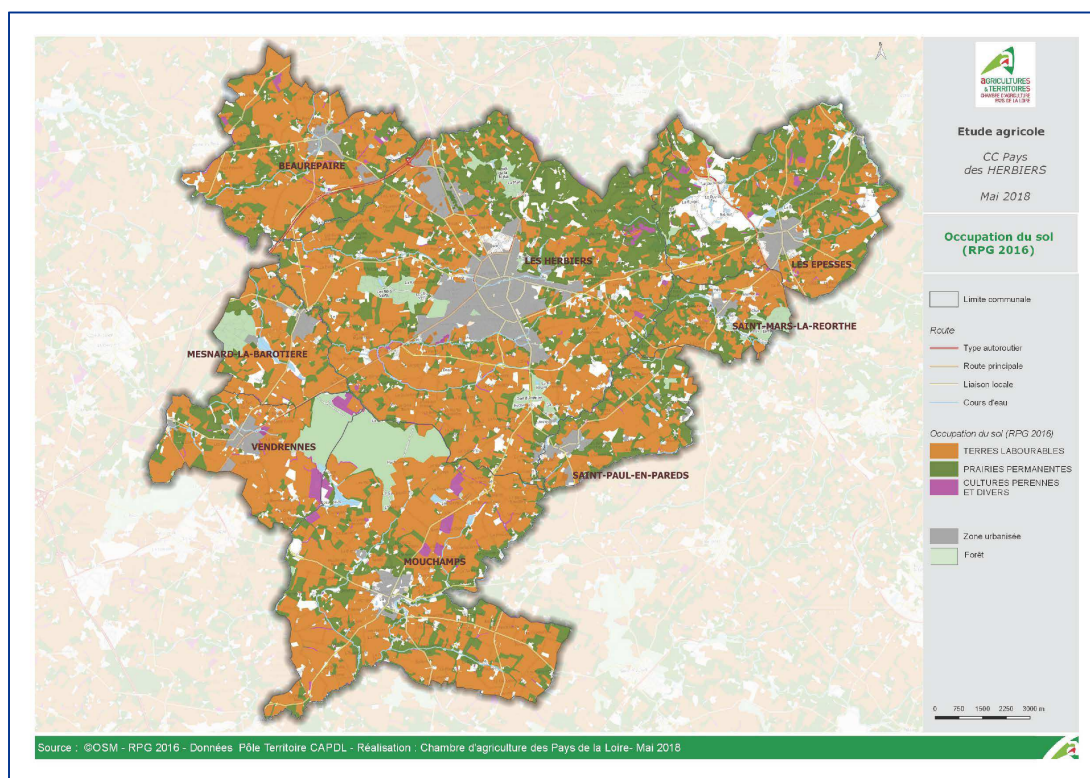 BEAUREPAIRE
LES HERBIERS
LES EPESSES
SAINT-MARS-LA-REORTHE
MESNARD-LA-BAROTIERE
VENDRENNES
SAINT-PAUL-EN-PAREDS
MOUCHAMPS
AGRICULTURES
& TERRITOIRES
CHAMBRE D'AGRICULTURE
PAYS DE LA LOIRE
Etude agricole
CC Pays
des HERBIERS
Mai 2018
Occupation du sol
(RPG 2016)
Limite communale
Route
Type autoroutier
Route principale
Liaison locale
Cours d'eau
Occupation du sol (RPG 2016)
TERRES LABOURABLES
PRAIRIES PERMANENTES
CULTURES PERENNES
ET DIVERS
Zone urbanisée
Forêt
0 750 1500 2250 3000 m
Source : ©OSM - RPG 2016 - Données Pôle Territoire CAPDL - Réalisation : Chambre d'agriculture des Pays de la Loire- Mai 2018